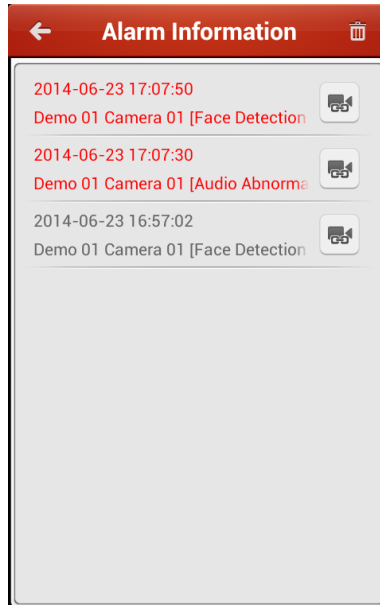 Alarm Information
2014-06-23 17:07:50
Demo 01 Camera 01 [Face Detection
2014-06-23 17:07:30
Demo 01 Camera 01 [Audio Abnorma
2014-06-23 16:57:02
Demo 01 Camera 01 [Face Detection